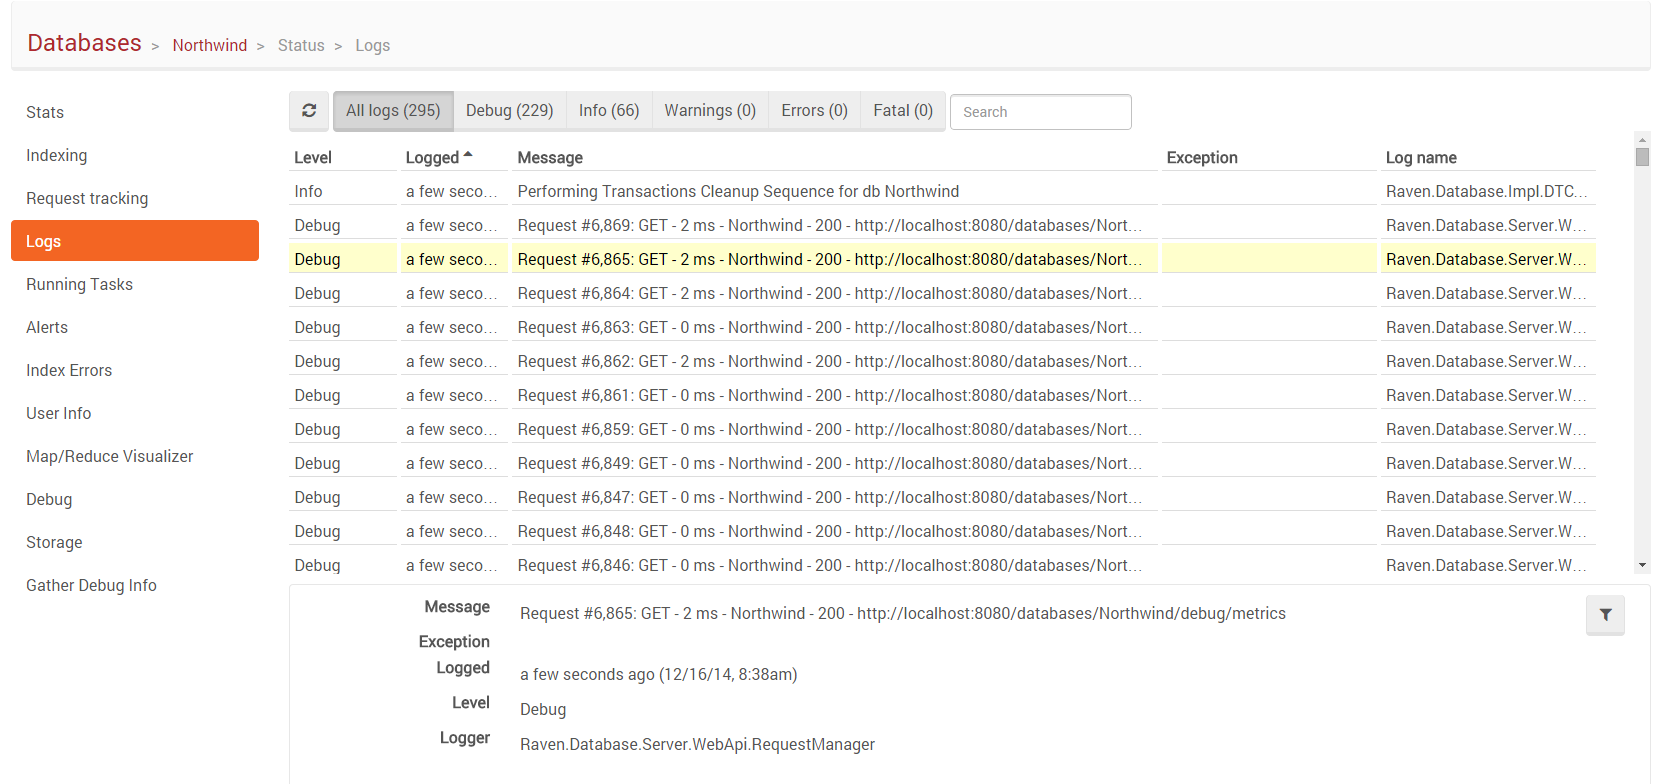 Databases > Northwind > Status > Logs
Stats
Indexing
Request tracking
Logs
Running Tasks
Alerts
Index Errors
User Info
Map/Reduce Visualizer
Debug
Storage
Gather Debug Info
All logs (295) Debug (229) Info (66) Warnings (0) Errors (0) Fatal (0) Search
Level Logged Message Exception Log name
Info a few seco... Performing Transactions Cleanup Sequence for db Northwind Raven.Database.Impl.DTC...
Debug a few seco... Request #6,869: GET - 2 ms - Northwind - 200 - http://localhost:8080/databases/Nort... Raven.Database.Server.W...
Debug a few seco... Request #6,865: GET - 2 ms - Northwind - 200 - http://localhost:8080/databases/Nort... Raven.Database.Server.W...
Debug a few seco... Request #6,864: GET - 2 ms - Northwind - 200 - http://localhost:8080/databases/Nort... Raven.Database.Server.W...
Debug a few seco... Request #6,863: GET - 0 ms - Northwind - 200 - http://localhost:8080/databases/Nort... Raven.Database.Server.W...
Debug a few seco... Request #6,862: GET - 2 ms - Northwind - 200 - http://localhost:8080/databases/Nort... Raven.Database.Server.W...
Debug a few seco... Request #6,861: GET - 0 ms - Northwind - 200 - http://localhost:8080/databases/Nort... Raven.Database.Server.W...
Debug a few seco... Request #6,859: GET - 0 ms - Northwind - 200 - http://localhost:8080/databases/Nort... Raven.Database.Server.W...
Debug a few seco... Request #6,849: GET - 0 ms - Northwind - 200 - http://localhost:8080/databases/Nort... Raven.Database.Server.W...
Debug a few seco... Request #6,847: GET - 0 ms - Northwind - 200 - http://localhost:8080/databases/Nort... Raven.Database.Server.W...
Debug a few seco... Request #6,848: GET - 0 ms - Northwind - 200 - http://localhost:8080/databases/Nort... Raven.Database.Server.W...
Debug a few seco... Request #6,846: GET - 0 ms - Northwind - 200 - http://localhost:8080/databases/Nort... Raven.Database.Server.W...
Message Request #6,865: GET - 2 ms - Northwind - 200 - http://localhost:8080/databases/Northwind/debug/metrics
Exception
Logged a few seconds ago (12/16/14, 8:38am)
Level Debug
Logger Raven.Database.Server.WebApi.RequestManager